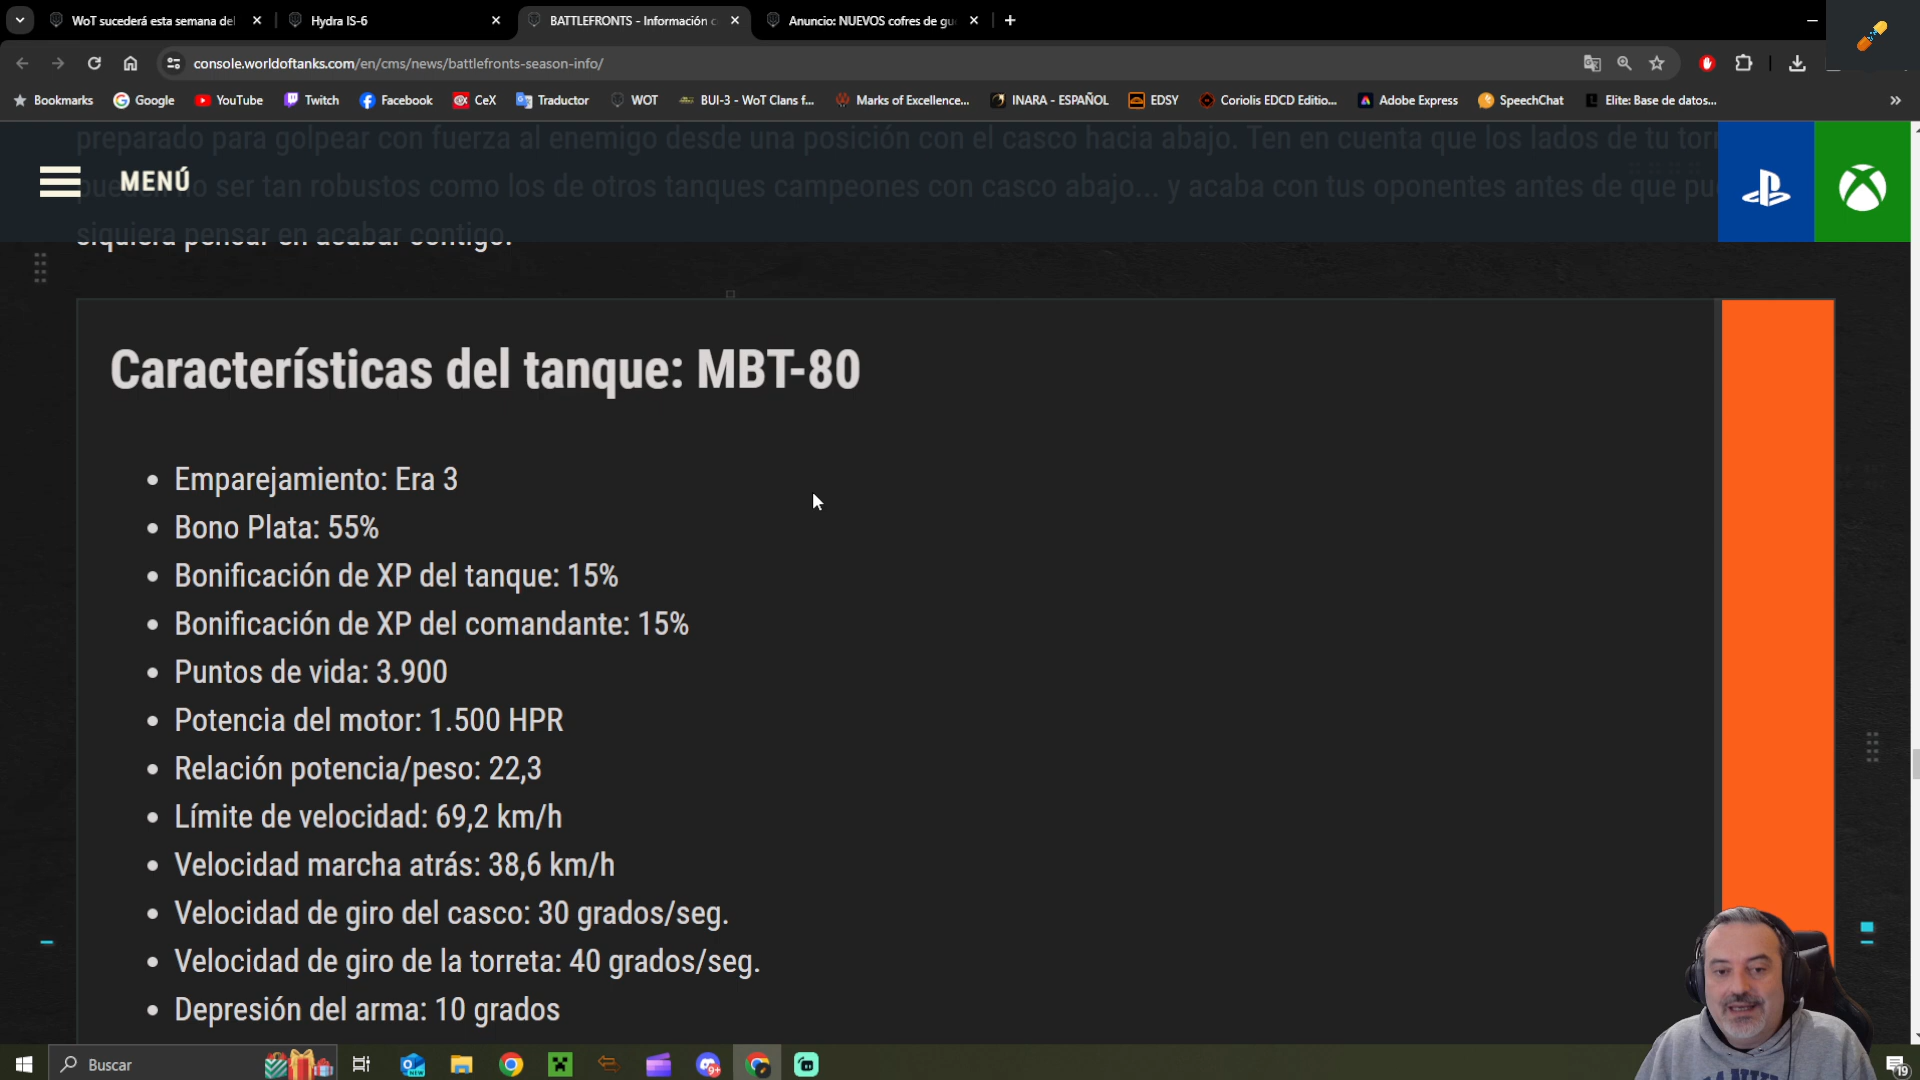 WoT sucederá esta semana del
Hydra IS-6
BATTLEFRONTS - Información c
Anuncio: NUEVOS cofres de gu
console.worldoftanks.com/en/cms/news/battlefronts-season-info/
Bookmarks
Google
YouTube
Twitch
Facebook
CeX
Traductor
WOT
BUI-3 - WoT Clans f...
Marks of Excellence...
INARA - ESPAÑOL
EDSY
Coriolis EDCD Editio...
Adobe Express
SpeechChat
Elite: Base de datos...
preparado para golpear con fuerza al enemigo desde una posición con el casco hacia abajo. Ten en cuenta que los lados de tu torr
MENÚ
no ser tan robustos como los de otros tanques campeones con casco abajo... y acaba con tus oponentes antes de que pu
siquiera pensar en acabar contigo.
Características del tanque: MBT-80
• Emparejamiento: Era 3
• Bono Plata: 55%
• Bonificación de XP del tanque: 15%
• Bonificación de XP del comandante: 15%
• Puntos de vida: 3.900
• Potencia del motor: 1.500 HPR
• Relación potencia/peso: 22,3
• Límite de velocidad: 69,2 km/h
• Velocidad marcha atrás: 38,6 km/h
• Velocidad de giro del casco: 30 grados/seg.
• Velocidad de giro de la torreta: 40 grados/seg.
• Depresión del arma: 10 grados
Buscar
NEW
9+
19